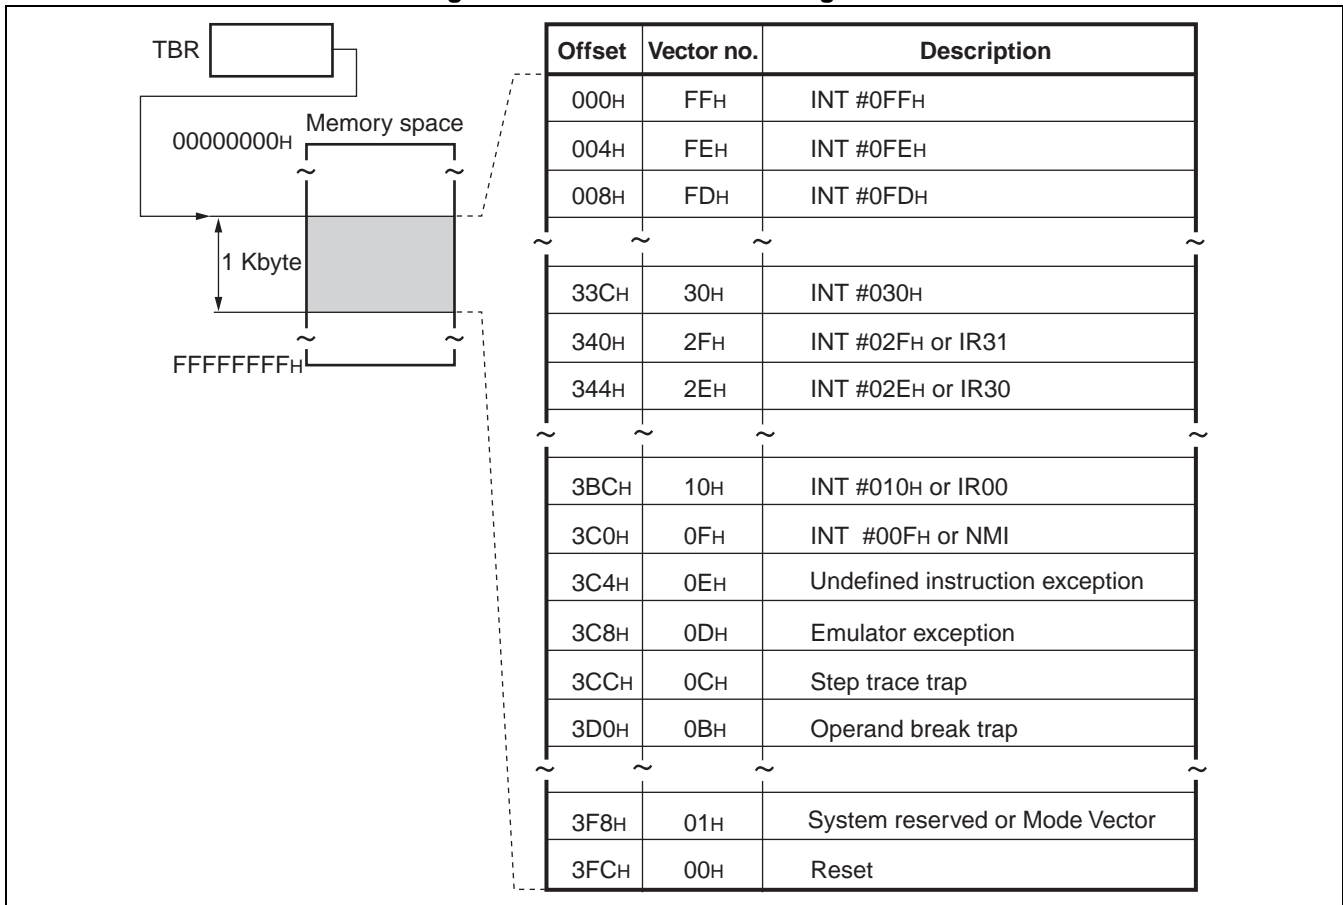 TBR
00000000H
Memory space
1 Kbyte
FFFFFFFFH
Offset Vector no. Description
000H FFH INT #0FFH
004H FEH INT #0FEH
008H FDH INT #0FDH
~ ~ ~ ~
33CH 30H INT #030H
340H 2FH INT #02FH or IR31
344H 2EH INT #02EH or IR30
~ ~ ~ ~
3BCH 10H INT #010H or IR00
3C0H 0FH INT #00FH or NMI
3C4H 0EH Undefined instruction exception
3C8H 0DH Emulator exception
3CCH 0CH Step trace trap
3D0H 0BH Operand break trap
~ ~ ~ ~
3F8H 01H System reserved or Mode Vector
3FCH 00H Reset